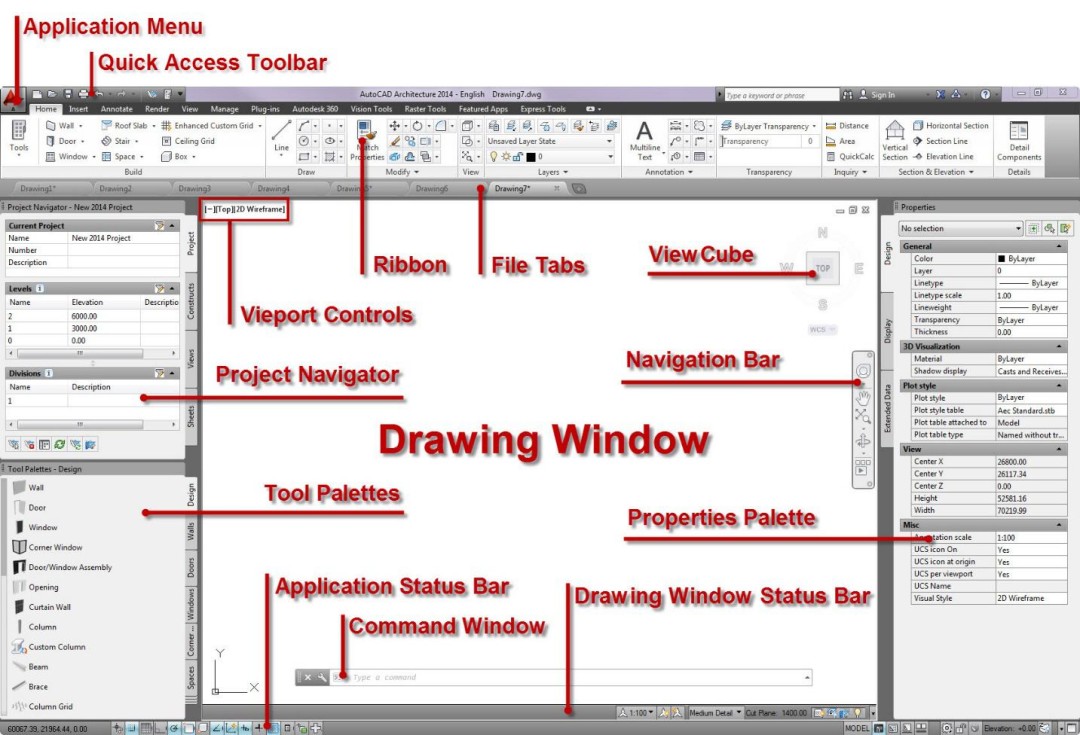 Application Menu
Quick Access Toolbar
AutoCAD Architecture 2014 - English Drawing7.dwg
Type a keyword or phrase
Sign In
Home Insert Annotate Render View Manage Plug-ins Autodesk 360 Vision Tools Raster Tools Featured Apps Express Tools
Wall
Roof Slab
Enhanced Custom Grid
Unsaved Layer State
ByLayer Transparency
Distance
Horizontal Section
Door
Stair
Ceiling Grid
Transparency 0
Area
Section Line
Tools
Line
Match Properties
Multiline Text
Vertical Section
Detail Components
Window
Space
Box
0
QuickCalc
Elevation Line
Build Draw Modify View Layers Annotation Transparency Inquiry Section & Elevation Details
Drawing1* Drawing2 Drawing3 Drawing4 Drawing5* Drawing6 Drawing7*
Project Navigator - New 2014 Project
Current Project
Name New 2014 Project
Number
Description
Levels
Name Elevation Descriptio
2 6000.00
1 3000.00
0 0.00
Divisions
Name Description
1
Project
Constructs
Views
Sheets
Tool Palettes - Design
Wall
Door
Window
Corner Window
Door/Window Assembly
Opening
Curtain Wall
Column
Custom Column
Beam
Brace
Column Grid
Design
Walls
Doors
Windows
Corner ...
Spaces
[−][Top][2D Wireframe]
Ribbon
File Tabs
ViewCube
Vieport Controls
N
W TOP E
S
WCS
Navigation Bar
Project Navigator
Drawing Window
Tool Palettes
Properties Palette
Application Status Bar
Drawing Window Status Bar
Command Window
Y
X
Type a command
Properties
No selection
Design
Display
Extended Data
General
Color ByLayer
Layer 0
Linetype ByLayer
Linetype scale 1.00
Lineweight ByLayer
Transparency ByLayer
Thickness 0.00
3D Visualization
Material ByLayer
Shadow display Casts and Receives...
Plot style
Plot style ByLayer
Plot style table Aec Standard.stb
Plot table attached to Model
Plot table type Named without tr...
View
Center X 26800.00
Center Y 26117.34
Center Z 0.00
Height 52581.16
Width 70219.99
Misc
Annotation scale 1:100
UCS icon On Yes
UCS icon at origin Yes
UCS per viewport Yes
UCS Name
Visual Style 2D Wireframe
1:100 Medium Detail Cut Plane: 1400.00
60067.39, 21964.44, 0.00
MODEL
Elevation: +0.00